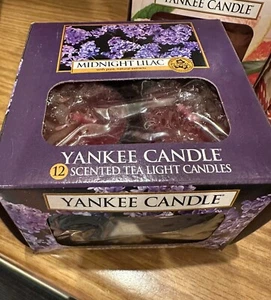 YANKEE CANDLE
MIDNIGHT LILAC
YANKEE CANDLE®
12 SCENTED TEA LIGHT CANDLES
YANKEE CANDLE®